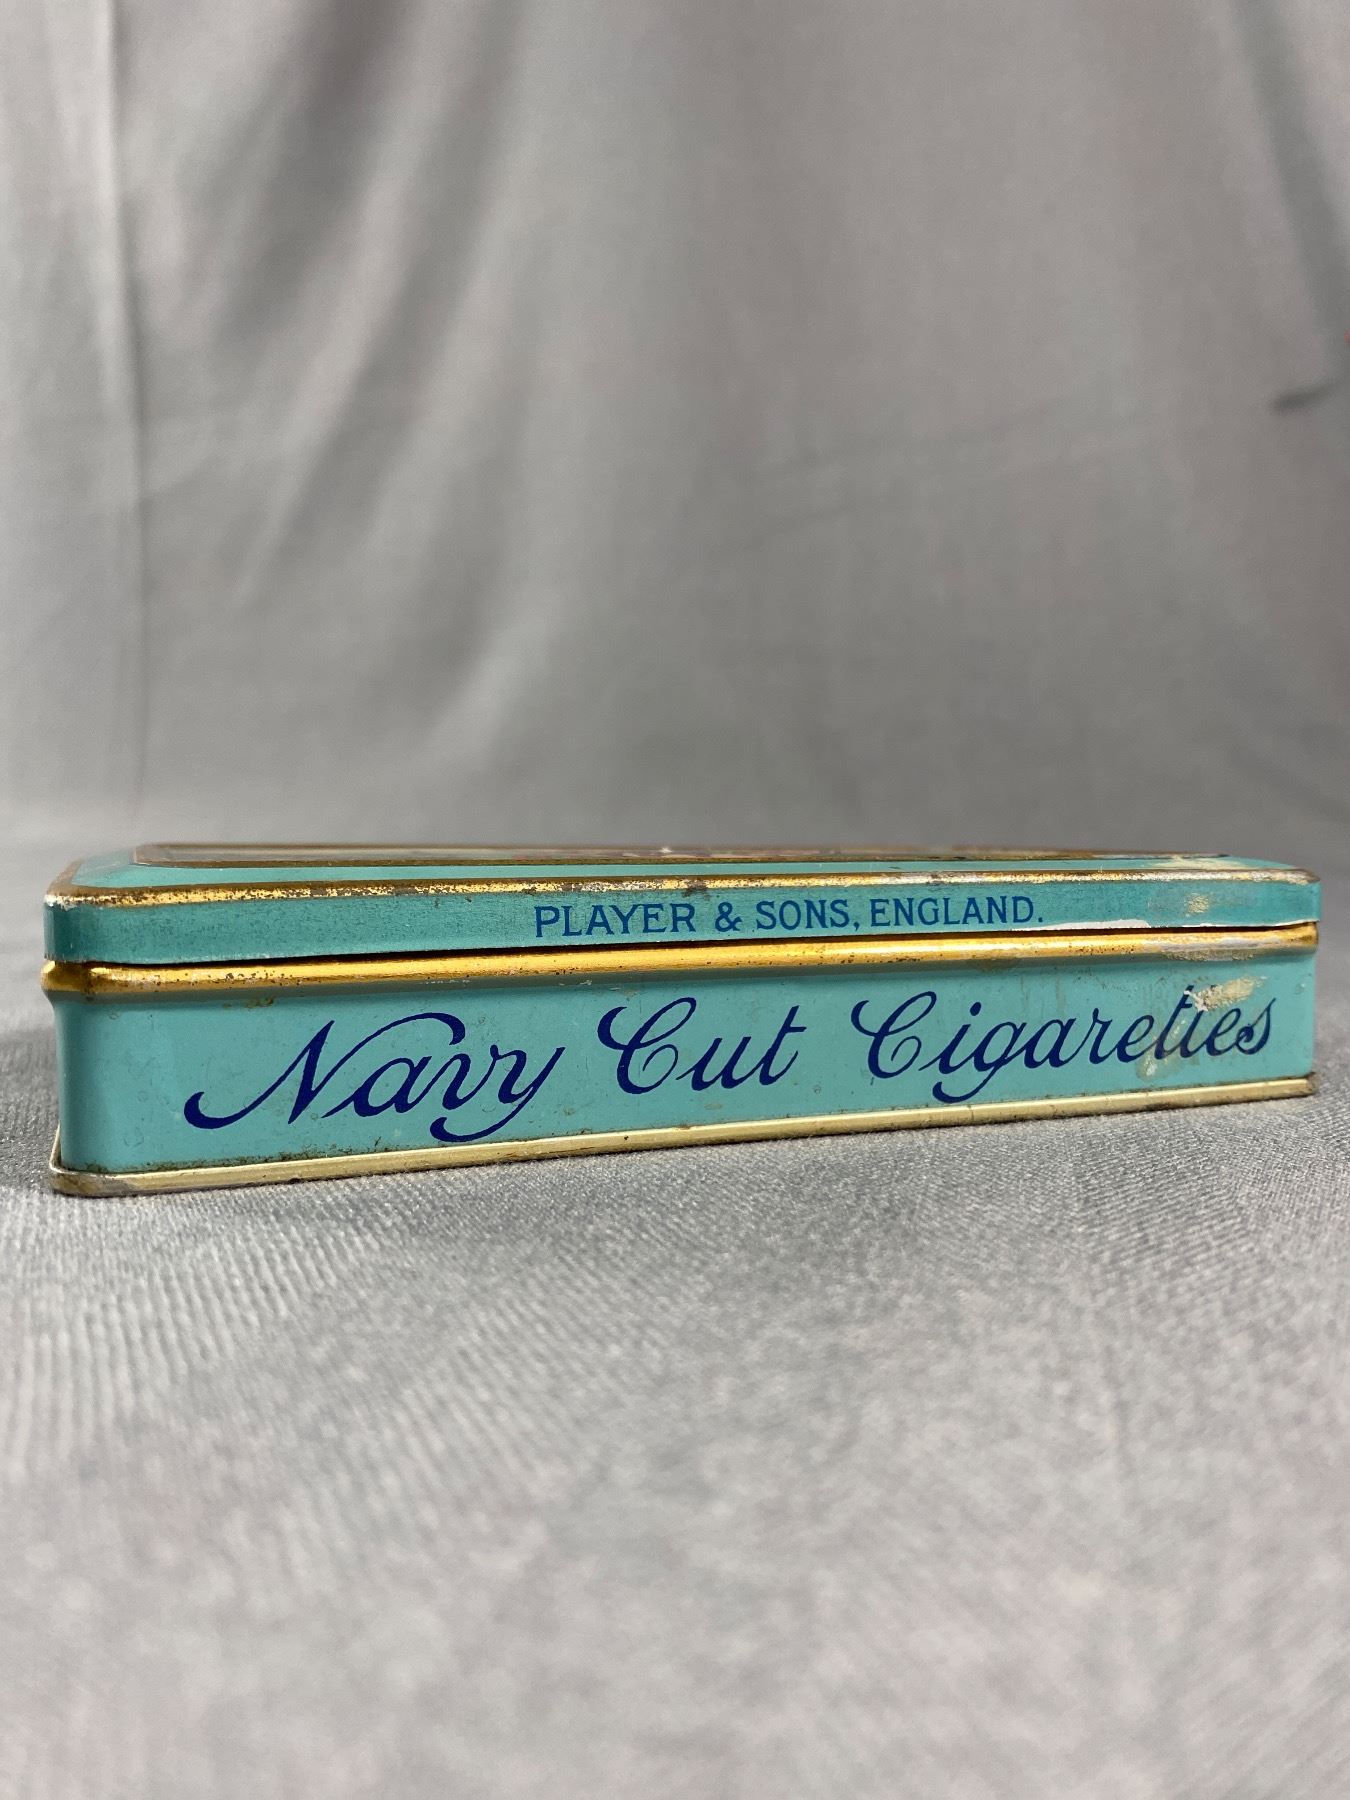 PLAYER & SONS, ENGLAND.
Navy Cut Cigarettes